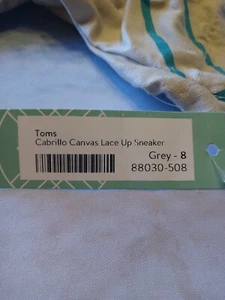 Toms
Cabrillo Canvas Lace Up Sneaker
Grey - 8
88030-508